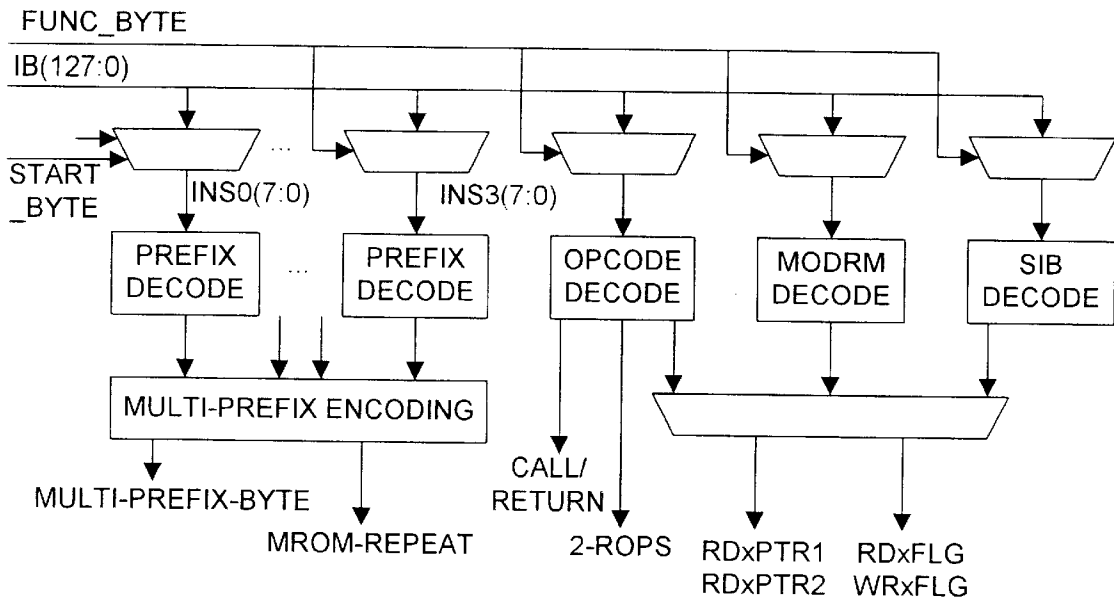 FUNC_BYTE
IB(127:0)
...
START
_BYTE
INS0(7:0)
INS3(7:0)
PREFIX
DECODE
...
PREFIX
DECODE
OPCODE
DECODE
MODRM
DECODE
SIB
DECODE
MULTI-PREFIX ENCODING
MULTI-PREFIX-BYTE
MROM-REPEAT
CALL/
RETURN
2-ROPS
RDxPTR1
RDxPTR2
RDxFLG
WRxFLG